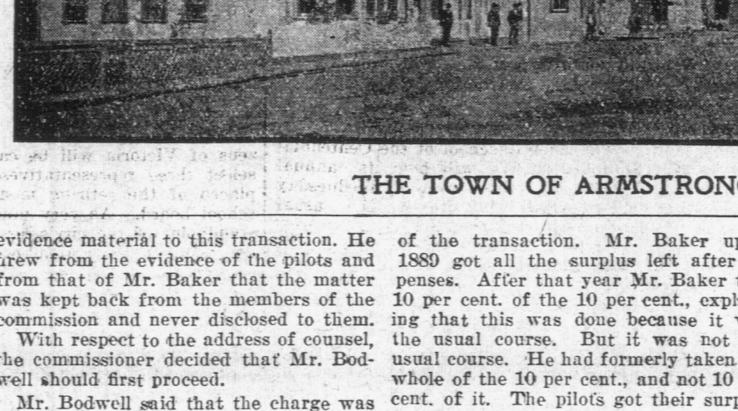 THE TOWN OF
evidence material to this transaction. He
drew from the evidence of the pilots and
from that of Mr. Baker that the matter
was kept back from the members of the
commission and never disclosed to them.
With respect to the address of counsel,
the commissioner decided that Mr. Bod-
well should first proceed.
Mr. Bodwell said that the charge was
of the transaction. Mr. Baker up
1889 got all the surplus left after
penses. After that year Mr. Baker
10 per cent. of the 10 per cent., expl
ing that this was done because it
the usual course. But it was not
usual course. He had formerly taken
whole of the 10 per cent., and not 10
cent. of it. The pilots got their surp